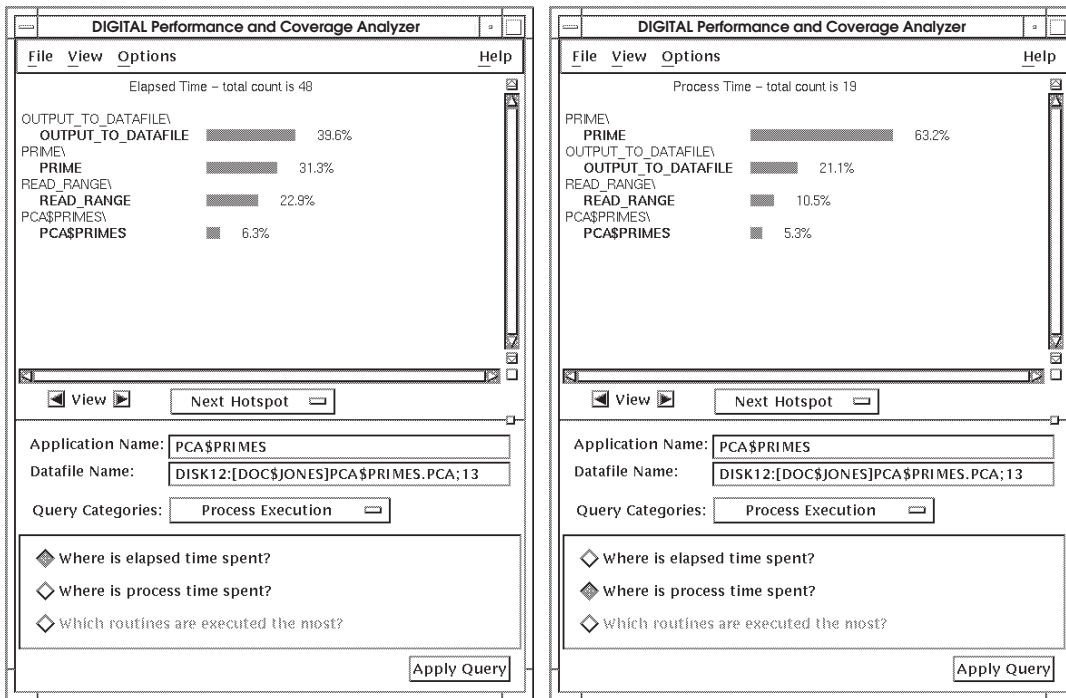 DIGITAL Performance and Coverage Analyzer
File View Options Help
Elapsed Time – total count is 48
OUTPUT_TO_DATAFILE\
OUTPUT_TO_DATAFILE 39.6%
PRIME\
PRIME 31.3%
READ_RANGE\
READ_RANGE 22.9%
PCA$PRIMES\
PCA$PRIMES 6.3%
View Next Hotspot
Application Name: PCA$PRIMES
Datafile Name: DISK12:[DOC$JONES]PCA$PRIMES.PCA;13
Query Categories: Process Execution
Where is elapsed time spent?
Where is process time spent?
Which routines are executed the most?
Apply Query
DIGITAL Performance and Coverage Analyzer
File View Options Help
Process Time – total count is 19
PRIME\
PRIME 63.2%
OUTPUT_TO_DATAFILE\
OUTPUT_TO_DATAFILE 21.1%
READ_RANGE\
READ_RANGE 10.5%
PCA$PRIMES\
PCA$PRIMES 5.3%
View Next Hotspot
Application Name: PCA$PRIMES
Datafile Name: DISK12:[DOC$JONES]PCA$PRIMES.PCA;13
Query Categories: Process Execution
Where is elapsed time spent?
Where is process time spent?
Which routines are executed the most?
Apply Query